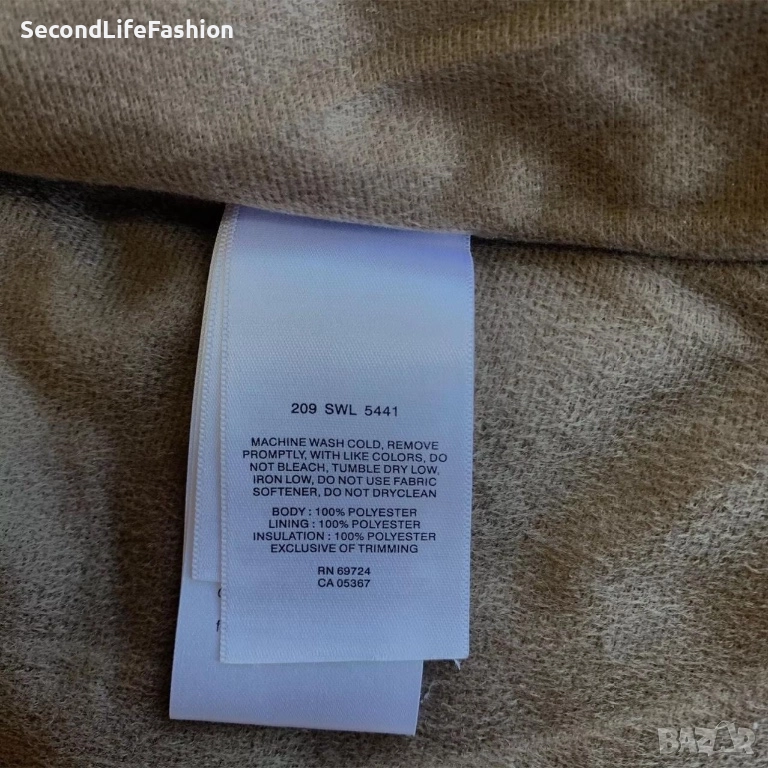 SecondLifeFashion
209 SWL 5441
MACHINE WASH COLD, REMOVE
PROMPTLY, WITH LIKE COLORS, DO
NOT BLEACH, TUMBLE DRY LOW,
IRON LOW, DO NOT USE FABRIC
SOFTENER, DO NOT DRYCLEAN
BODY : 100% POLYESTER
LINING : 100% POLYESTER
INSULATION : 100% POLYESTER
EXCLUSIVE OF TRIMMING
RN 69724
CA 05367
BAZAR